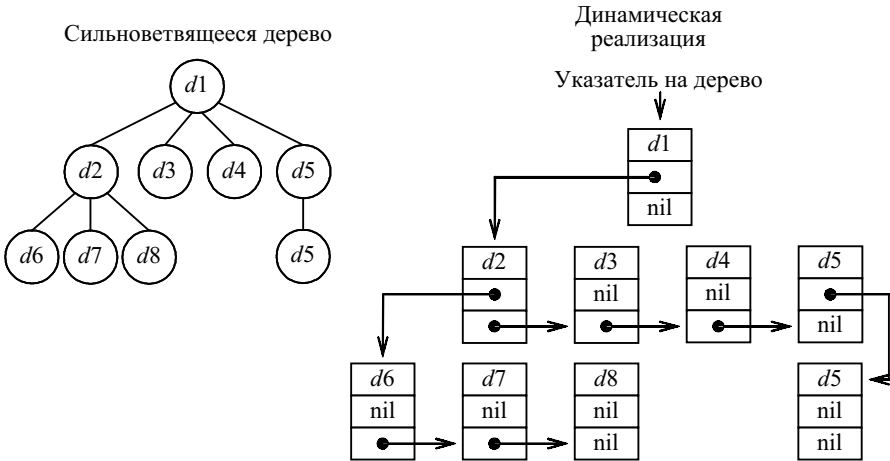 Сильноветвящееся дерево
d1
d2 d3 d4 d5
d6 d7 d8 d5
Динамическая
реализация
Указатель на дерево
d1
nil
d2 d3 d4 d5
nil nil
nil
d6 d7 d8 d5
nil nil nil nil
nil nil